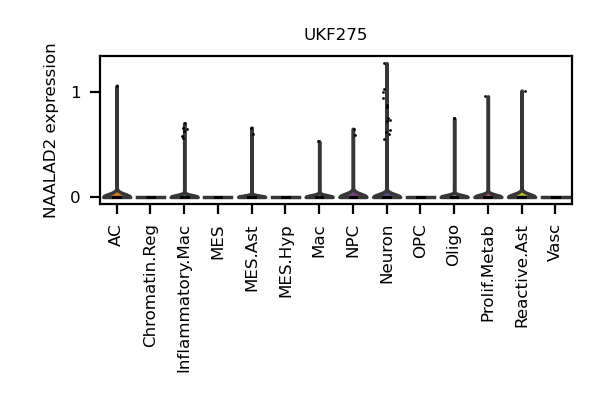 UKF275
NAALAD2 expression
1
0
AC
Chromatin.Reg
Inflammatory.Mac
MES
MES.Ast
MES.Hyp
Mac
NPC
Neuron
OPC
Oligo
Prolif.Metab
Reactive.Ast
Vasc